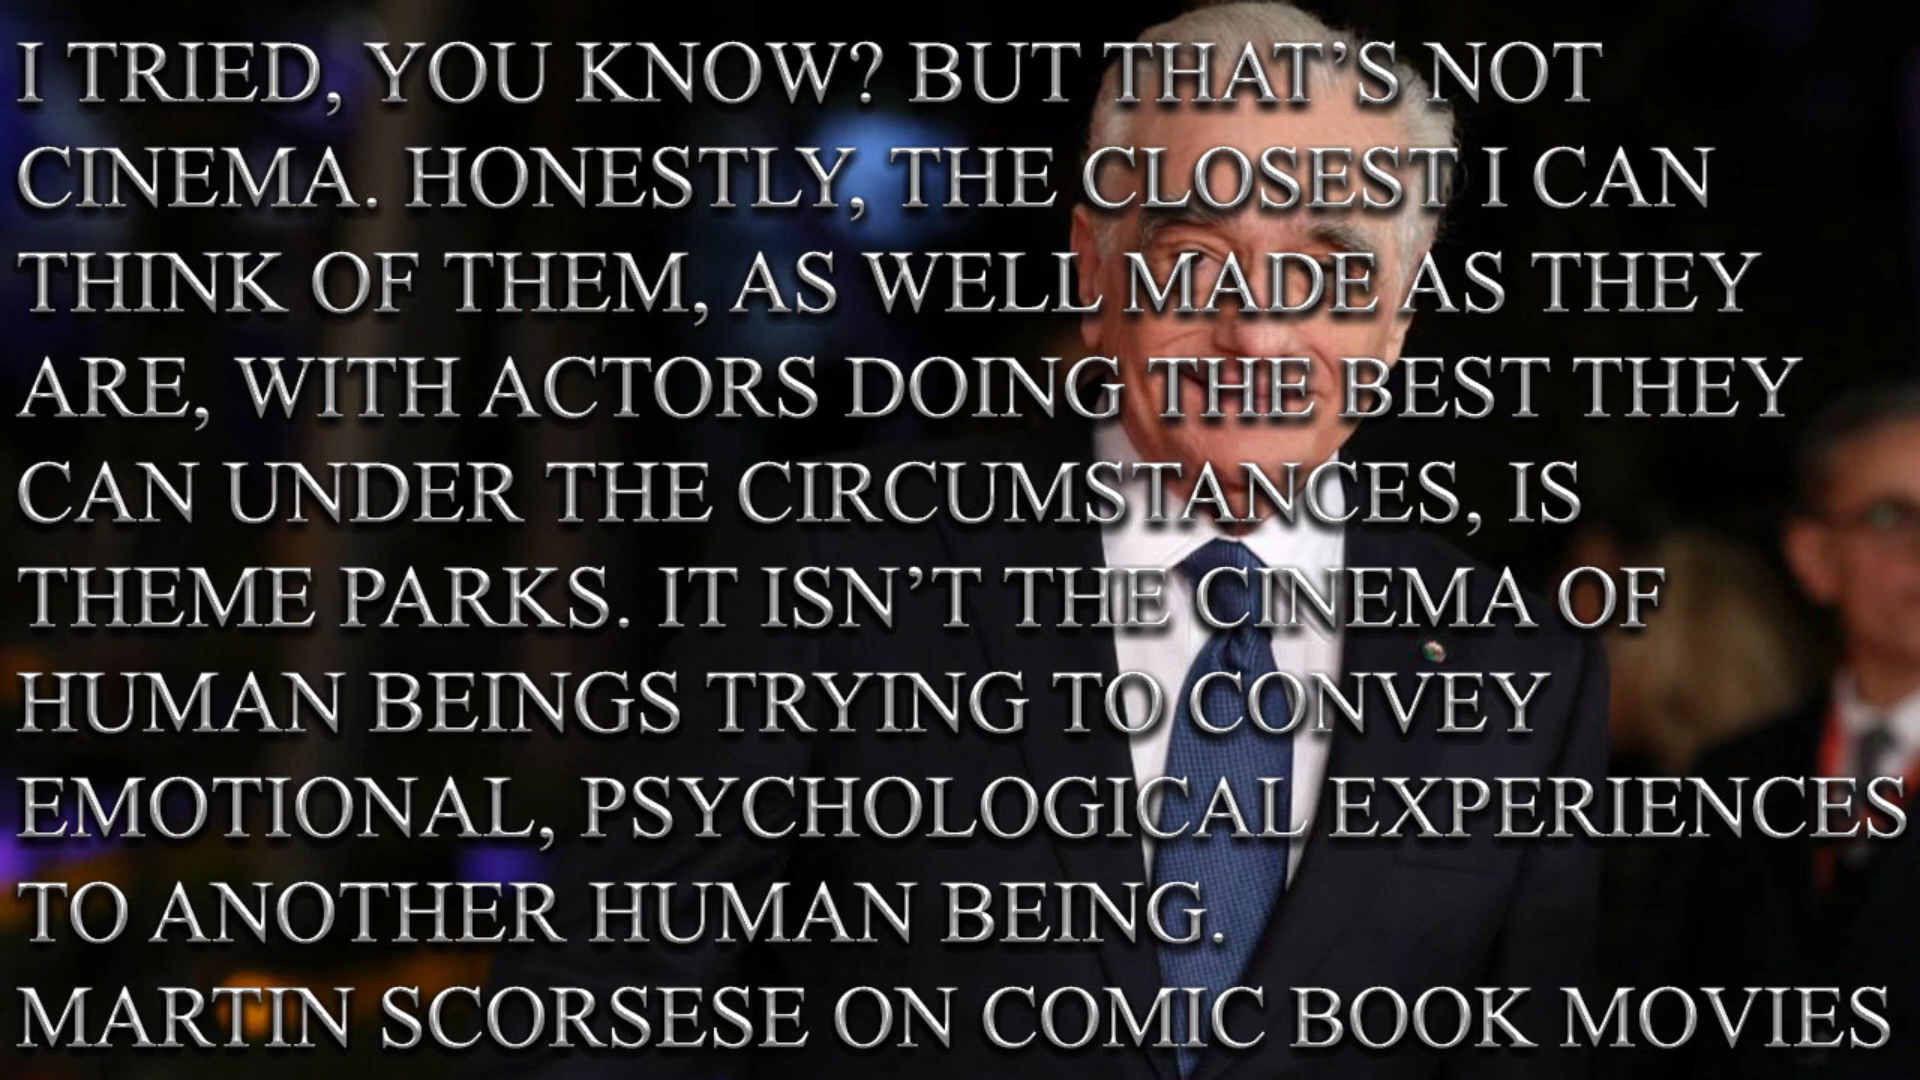 I TRIED, YOU KNOW? BUT THAT’S NOT
CINEMA. HONESTLY, THE CLOSEST I CAN
THINK OF THEM, AS WELL MADE AS THEY
ARE, WITH ACTORS DOING THE BEST THEY
CAN UNDER THE CIRCUMSTANCES, IS
THEME PARKS. IT ISN’T THE CINEMA OF
HUMAN BEINGS TRYING TO CONVEY
EMOTIONAL, PSYCHOLOGICAL EXPERIENCES
TO ANOTHER HUMAN BEING.
MARTIN SCORSESE ON COMIC BOOK MOVIES